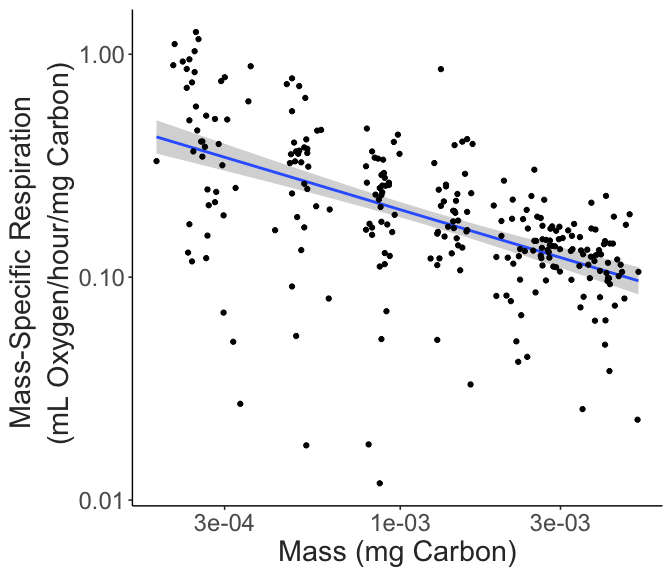 Mass-Specific Respiration
(mL Oxygen/hour/mg Carbon)
1.00
0.10
0.01
3e-04 1e-03 3e-03
Mass (mg Carbon)